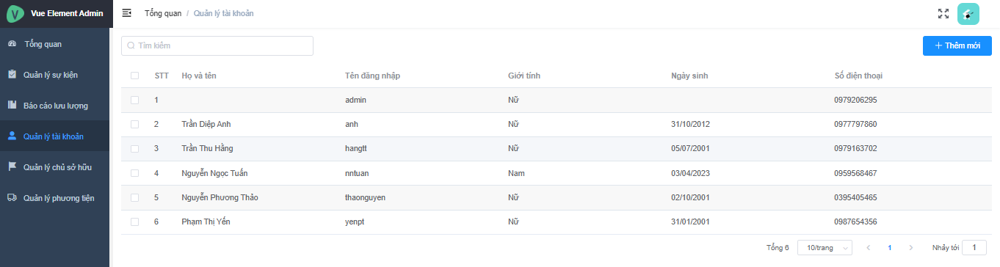 Vue Element Admin
Tổng quan / Quản lý tài khoản
Tổng quan
Quản lý sự kiện
Báo cáo lưu lượng
Quản lý tài khoản
Quản lý chủ sở hữu
Quản lý phương tiện
Tìm kiếm
+ Thêm mới
STT Họ và tên Tên đăng nhập Giới tính Ngày sinh Số điện thoại
1 admin Nữ 0979206295
2 Trần Diệp Anh anh Nữ 31/10/2012 0977797860
3 Trần Thu Hằng hangtt Nữ 05/07/2001 0979163702
4 Nguyễn Ngọc Tuấn nntuan Nam 03/04/2023 0959568467
5 Nguyễn Phương Thảo thaonguyen Nữ 02/10/2001 0395405465
6 Phạm Thị Yến yenpt Nữ 31/01/2001 0987654356
Tổng 6 10/trang 1 Nhảy tới 1